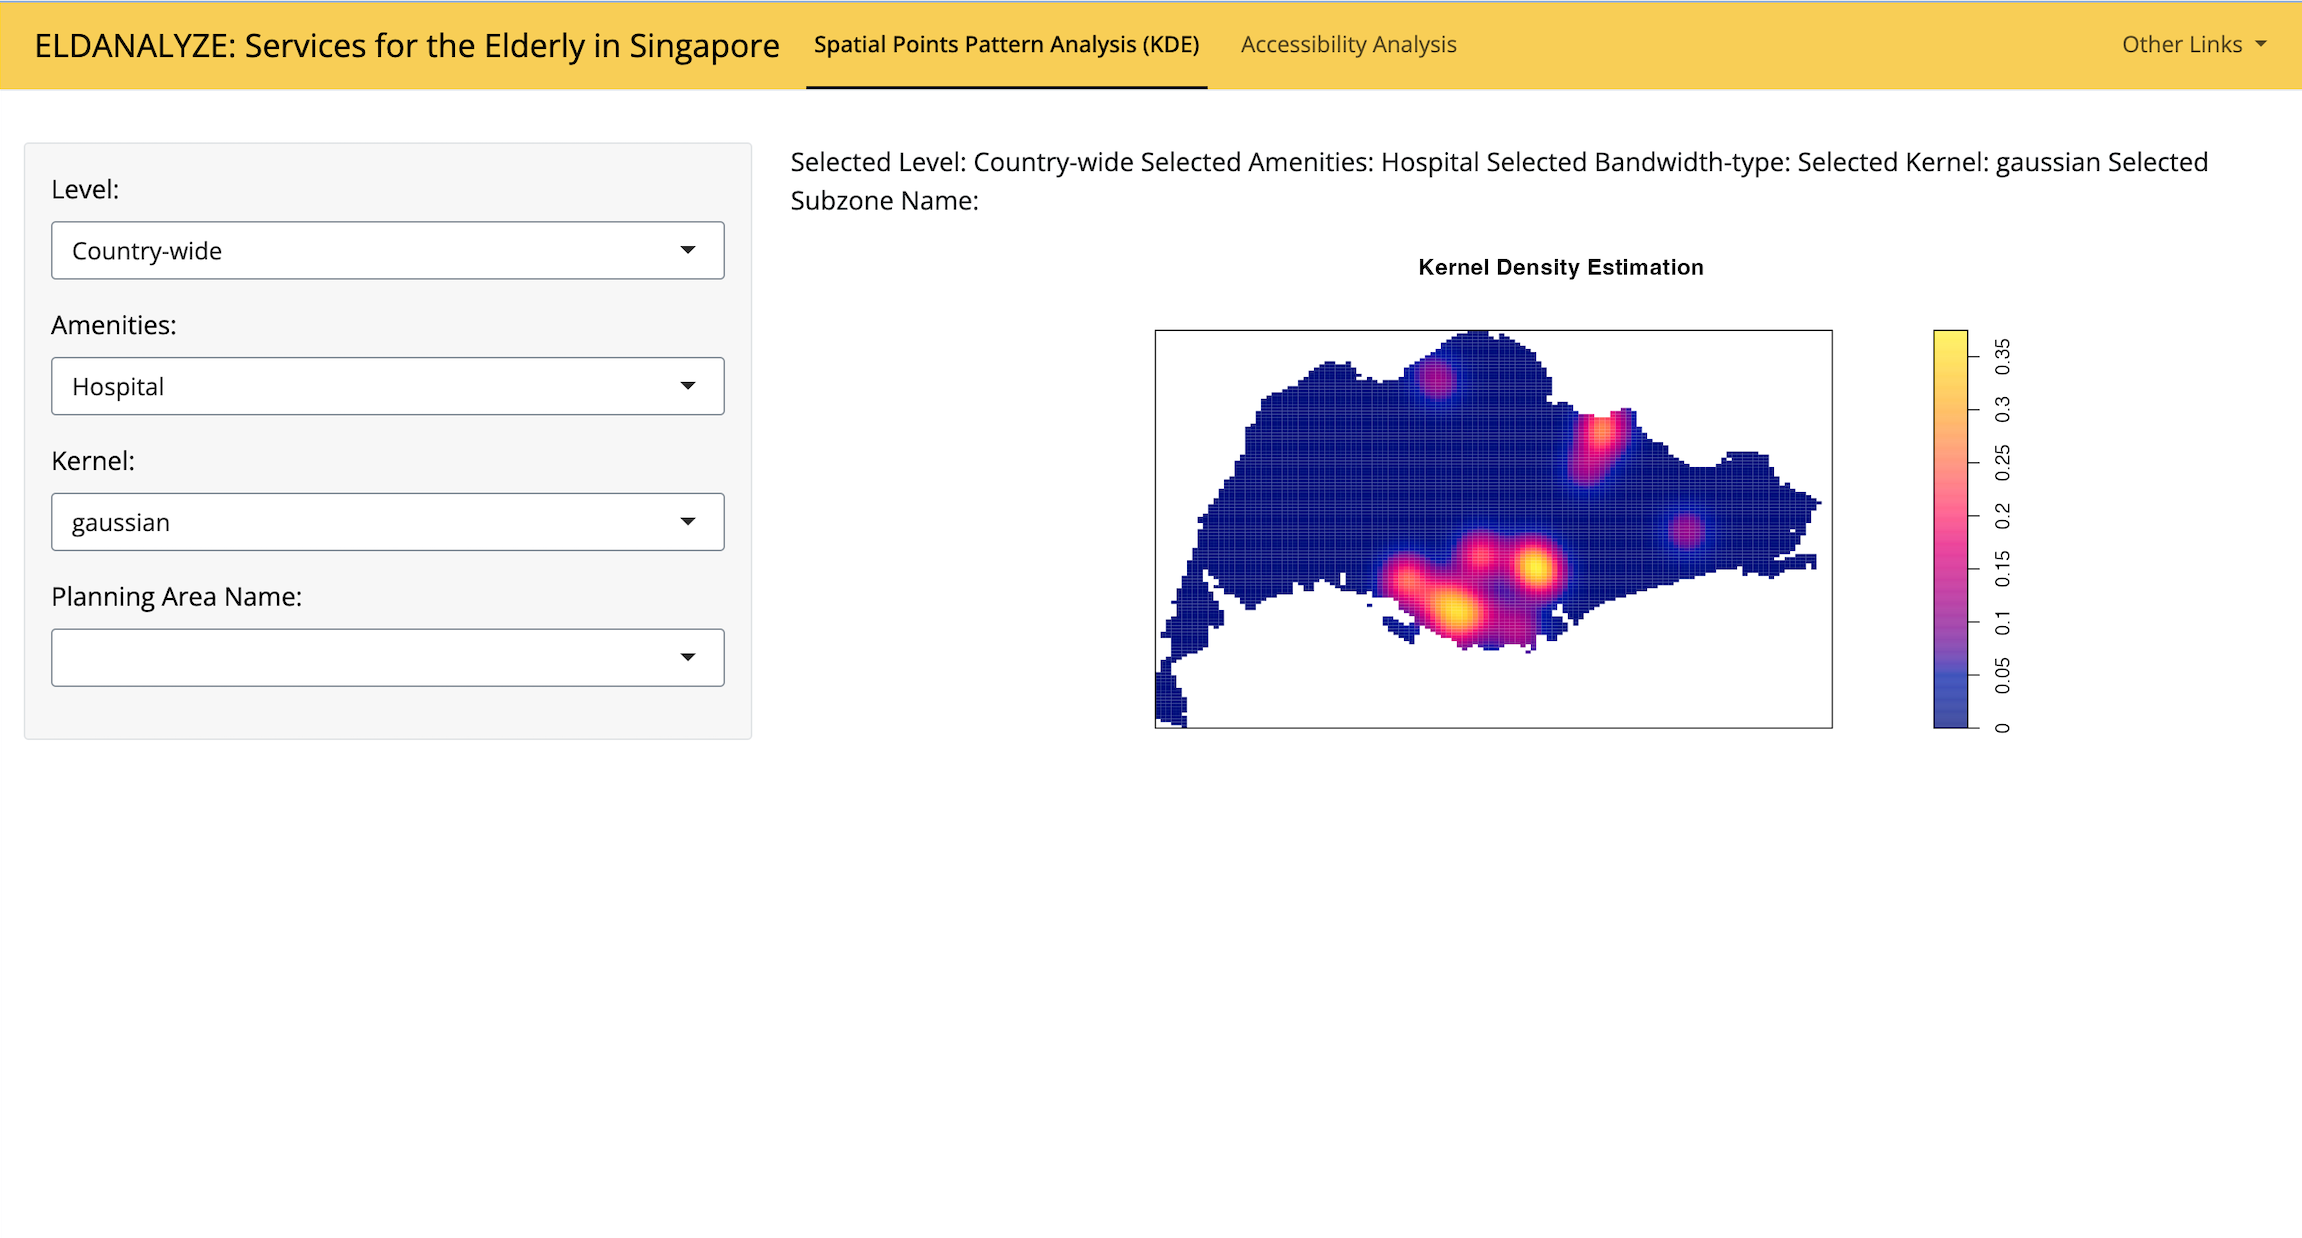 ELDANALYZE: Services for the Elderly in Singapore
Spatial Points Pattern Analysis (KDE)
Accessibility Analysis
Other Links
Level:
Country-wide
Amenities:
Hospital
Kernel:
gaussian
Planning Area Name:
Selected Level: Country-wide Selected Amenities: Hospital Selected Bandwidth-type: Selected Kernel: gaussian Selected
Subzone Name:
Kernel Density Estimation
0.35
0.3
0.25
0.2
0.15
0.1
0.05
0